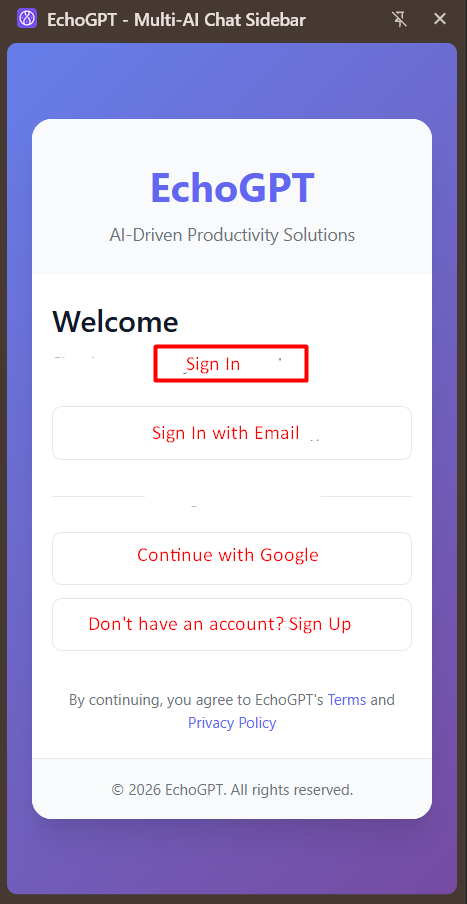 EchoGPT - Multi-AI Chat Sidebar
EchoGPT
AI-Driven Productivity Solutions
Welcome
Sign In
Sign In with Email
Continue with Google
Don't have an account? Sign Up
By continuing, you agree to EchoGPT's Terms and
Privacy Policy
© 2026 EchoGPT. All rights reserved.